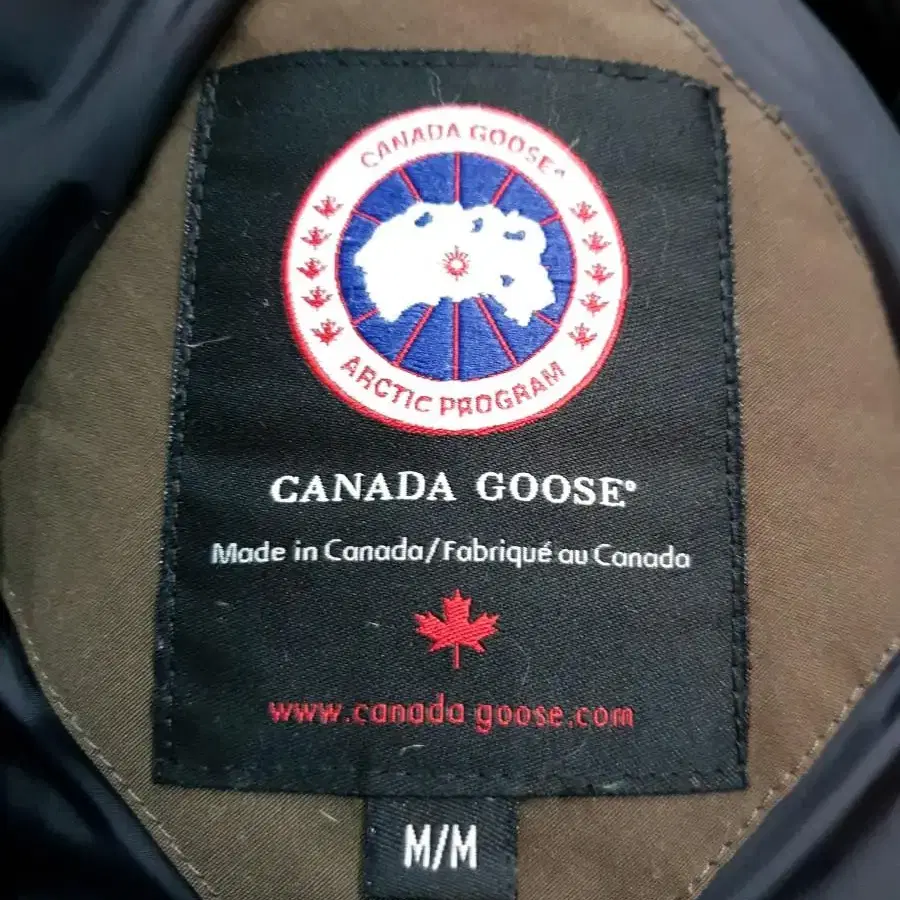 CANADA GOOSE®
ARCTIC PROGRAM
CANADA GOOSE®
Made in Canada/Fabriqué au Canada
www.canada goose.com
M/M